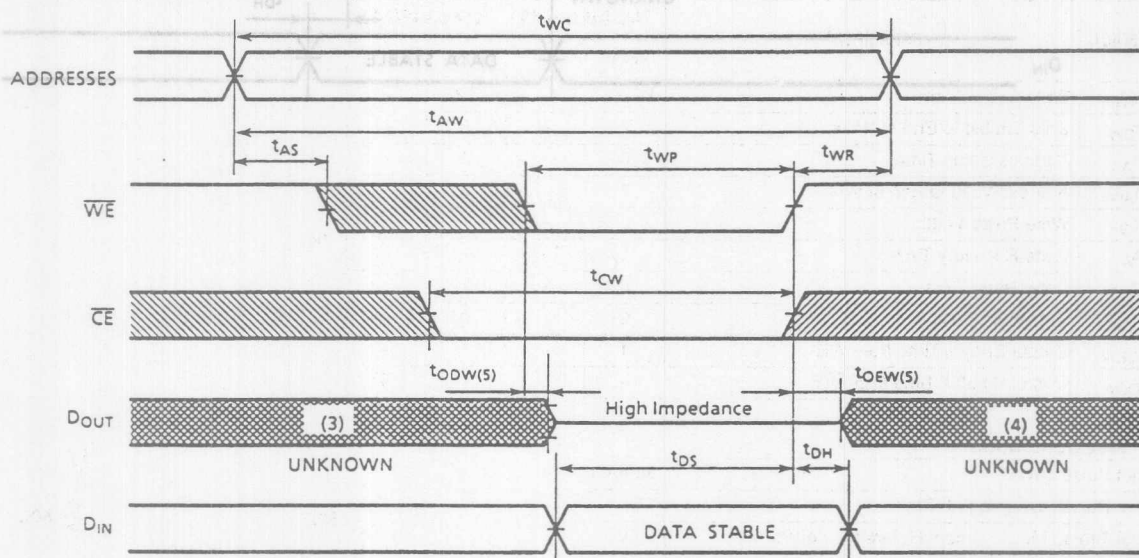 tWC
ADDRESSES
tAW
tAS
tWP
tWR
WE
tCW
CE
tODW(5)
tOEW(5)
DOUT
(3)
High Impedance
(4)
UNKNOWN
tDS
tDH
UNKNOWN
DIN
DATA STABLE